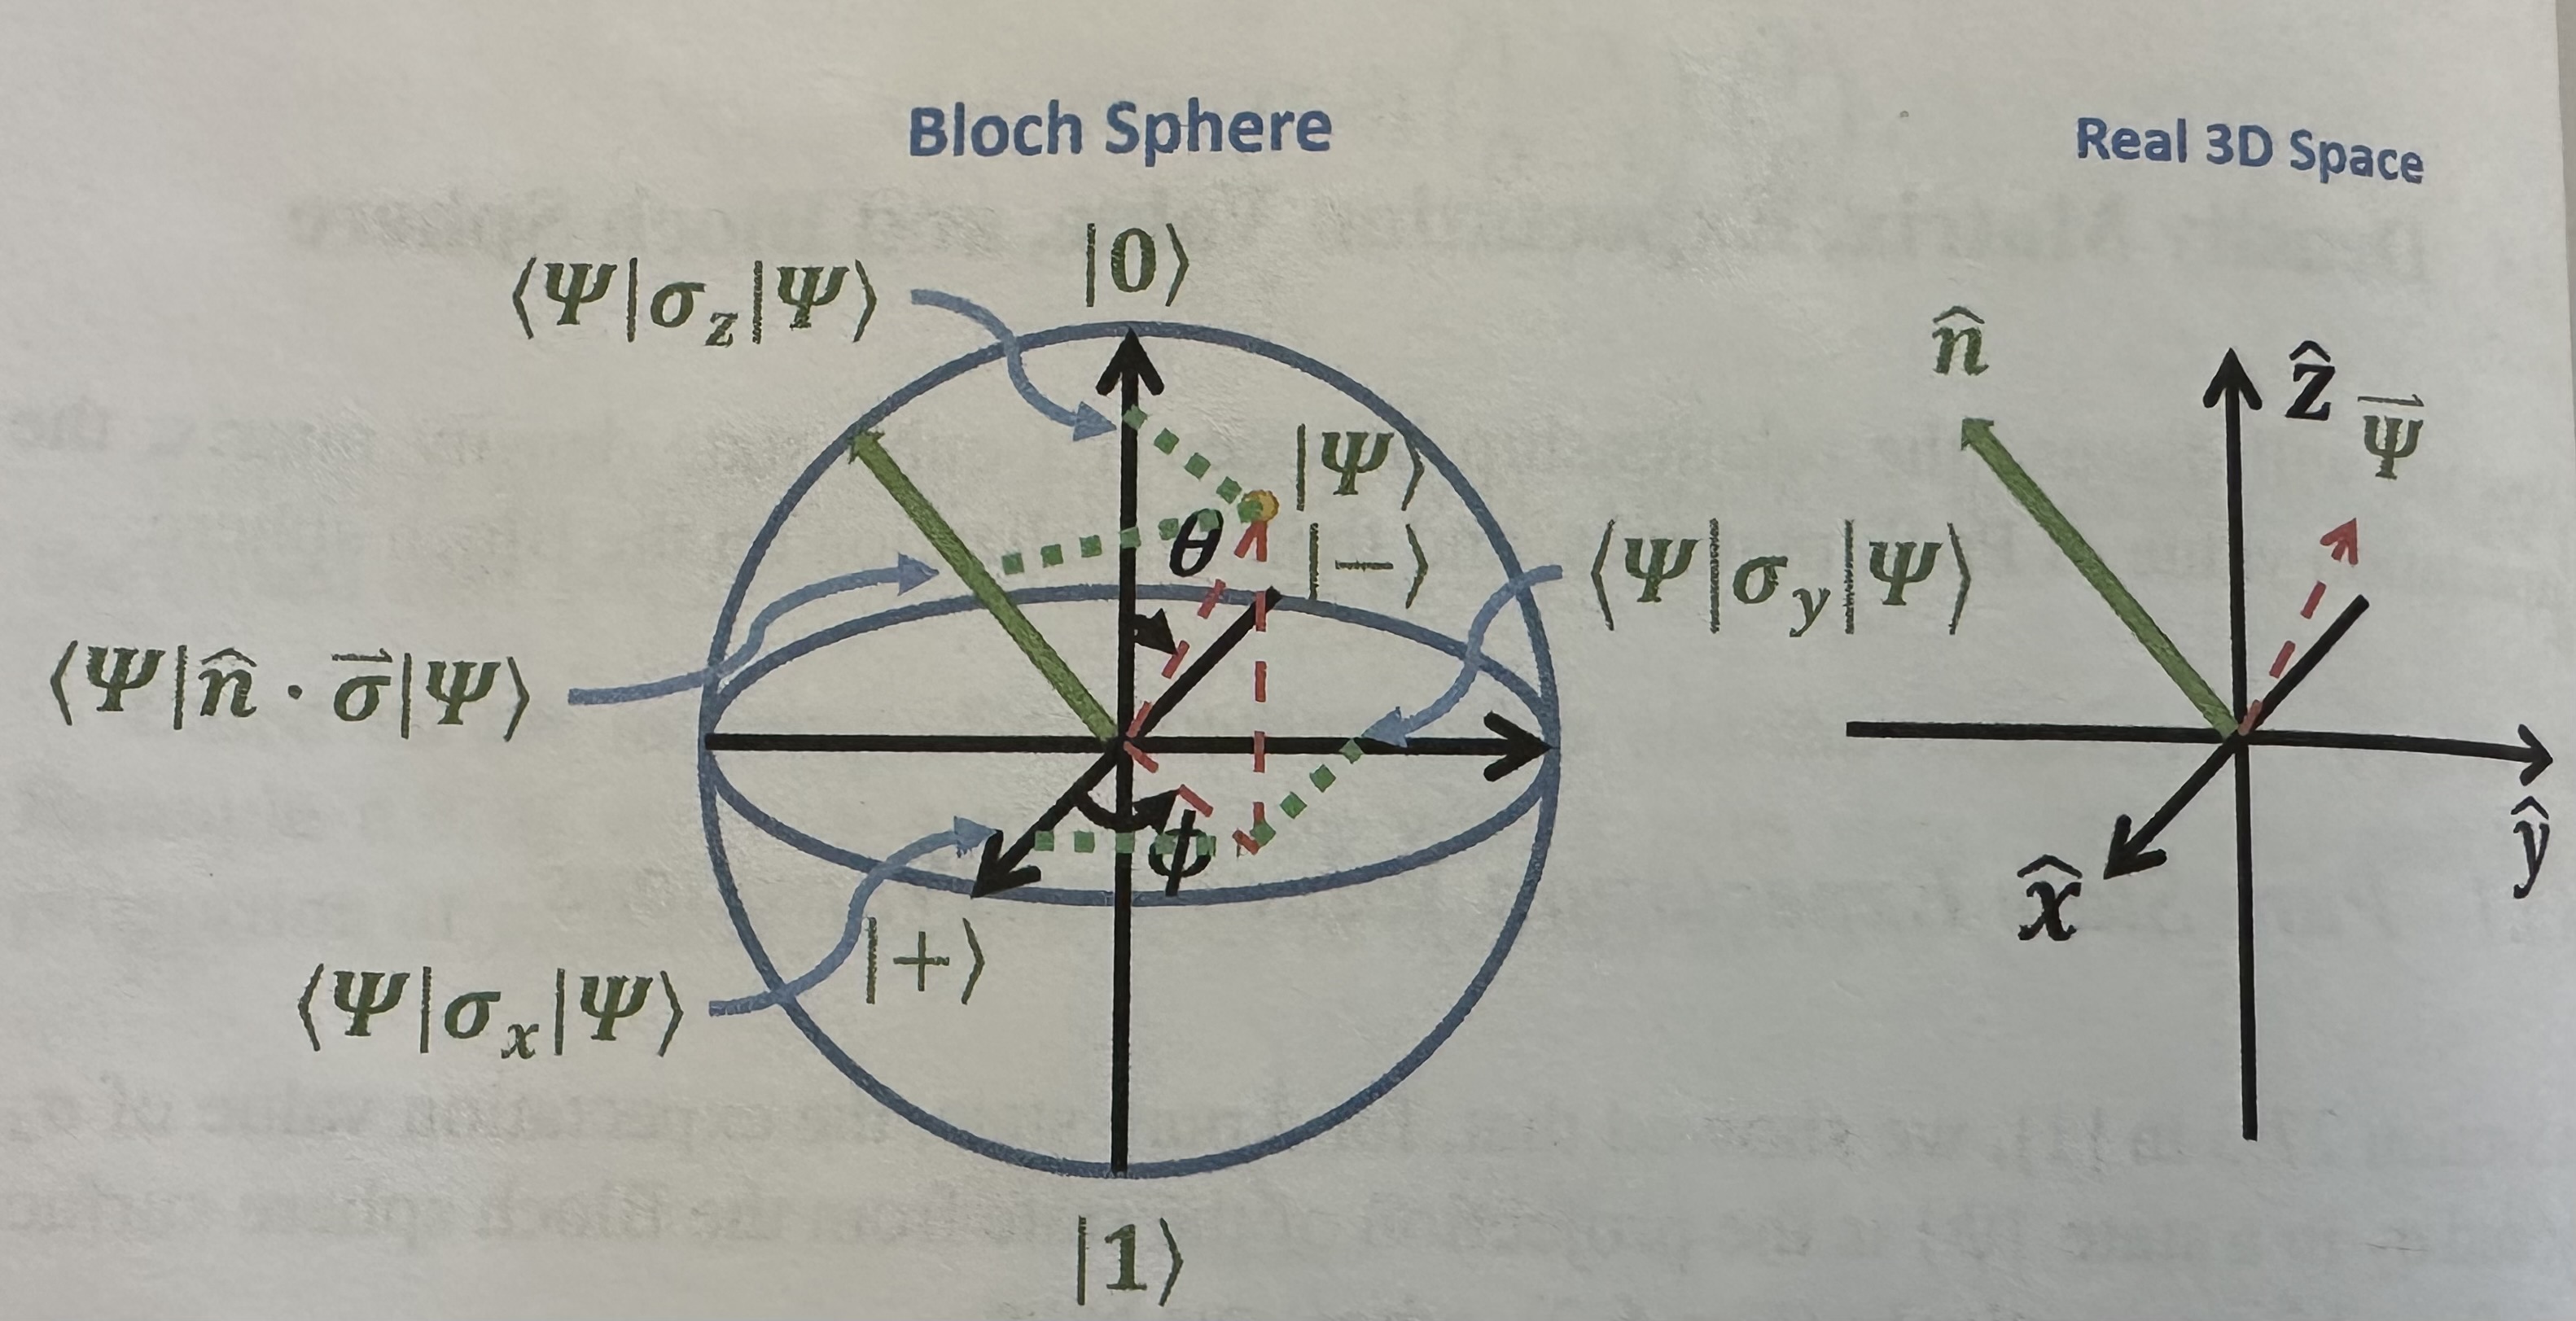 Bloch Sphere
Real 3D Space
|0⟩
⟨Ψ|σ_z|Ψ⟩
n̂
ẑ
Ψ⃗
|Ψ⟩
θ
|−⟩
⟨Ψ|σ_y|Ψ⟩
⟨Ψ|n̂ · σ⃗|Ψ⟩
ϕ
ŷ
x̂
|+⟩
⟨Ψ|σ_x|Ψ⟩
|1⟩